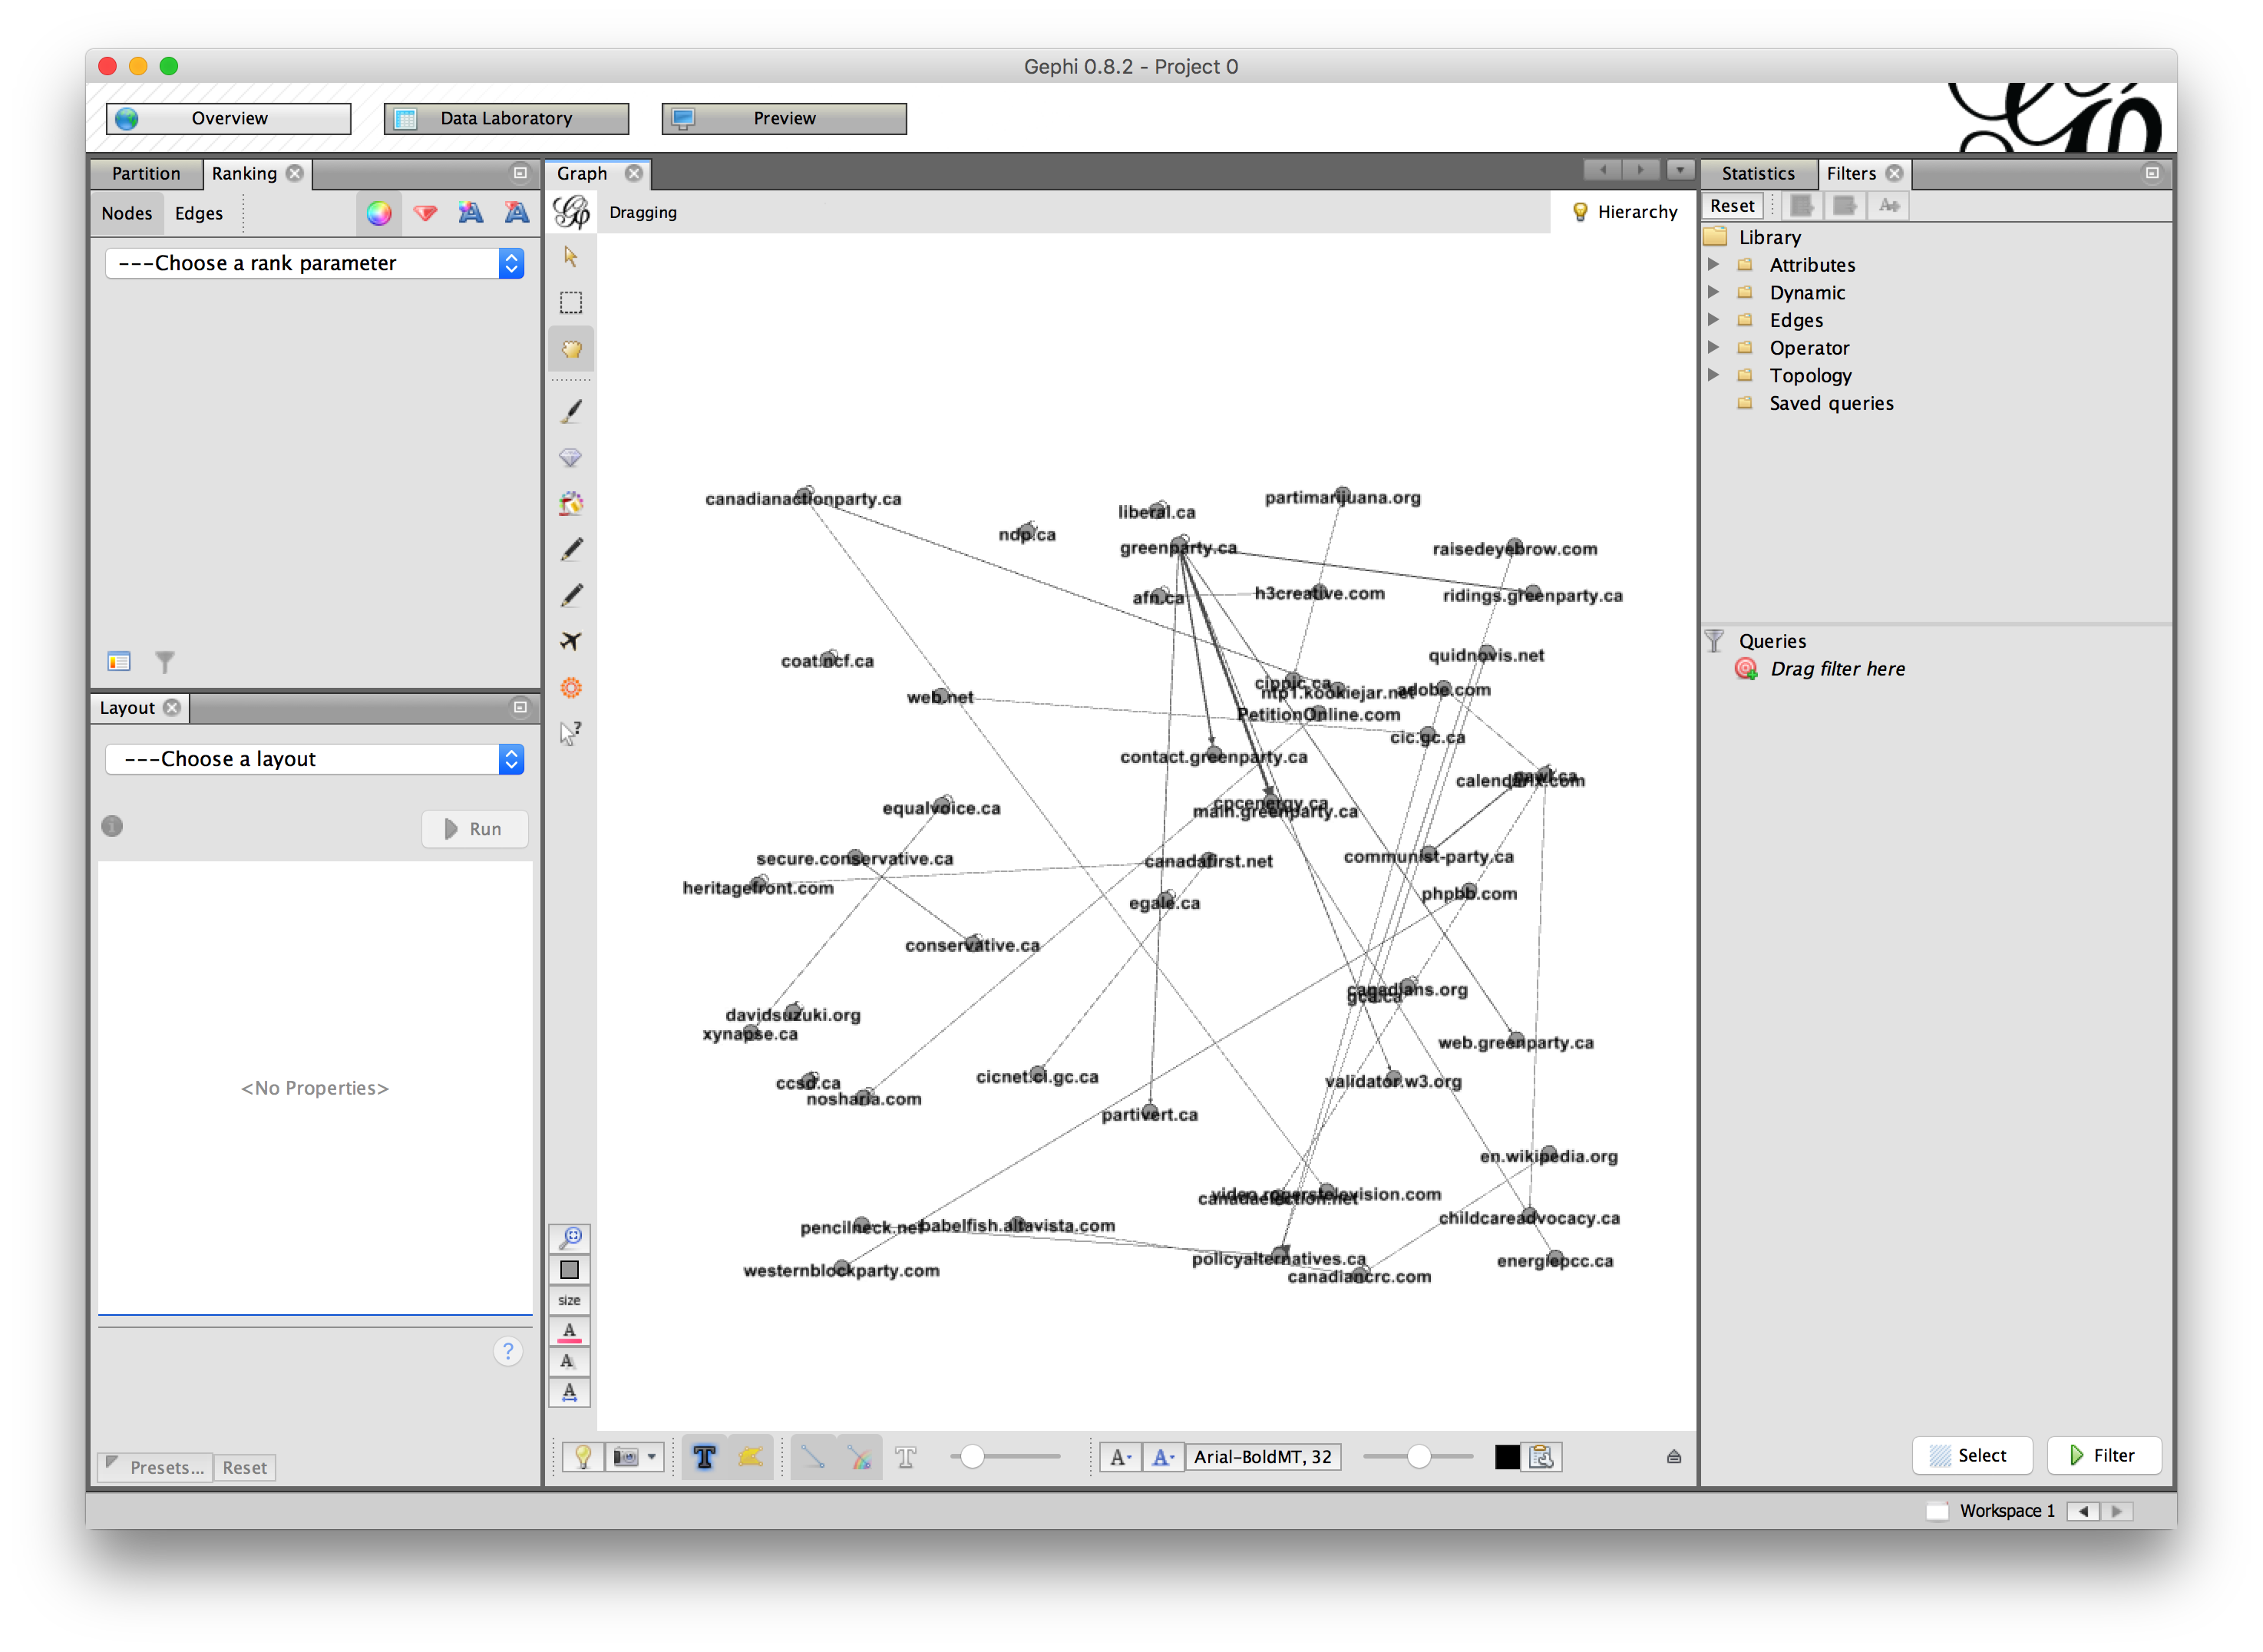 Gephi 0.8.2 - Project 0
Overview
Data Laboratory
Preview
Partition
Ranking
Nodes
Edges
---Choose a rank parameter
Layout
---Choose a layout
Run
<No Properties>
Presets...
Reset
Graph
Dragging
Hierarchy
canadianactionparty.ca
partimarijuana.org
liberal.ca
ndp.ca
greenparty.ca
raisedeyebrow.com
afn.ca
h3creative.com
ridings.greenparty.ca
quidnovis.net
coat.ncf.ca
cippic.ca
ntp1.kookiejar.net
adobe.com
web.net
PetitionOnline.com
cic.gc.ca
contact.greenparty.ca
calendarix.com
cpcenergy.ca
main.greenparty.ca
equalvoice.ca
secure.conservative.ca
canadafirst.net
communist-party.ca
heritagefront.com
phpbb.com
egale.ca
conservative.ca
canadians.org
gca.ca
davidsuzuki.org
xynapse.ca
web.greenparty.ca
cicnet.ci.gc.ca
validator.w3.org
ccsd.ca
nosharia.com
partivert.ca
en.wikipedia.org
video.rogerstelevision.com
canadaelection.net
childcareadvocacy.ca
pencilneck.net
babelfish.altavista.com
policyalternatives.ca
energiepcc.ca
westernblockparty.com
canadiancrc.com
size
Arial-BoldMT, 32
Statistics
Filters
Reset
Library
Attributes
Dynamic
Edges
Operator
Topology
Saved queries
Queries
Drag filter here
Select
Filter
Workspace 1